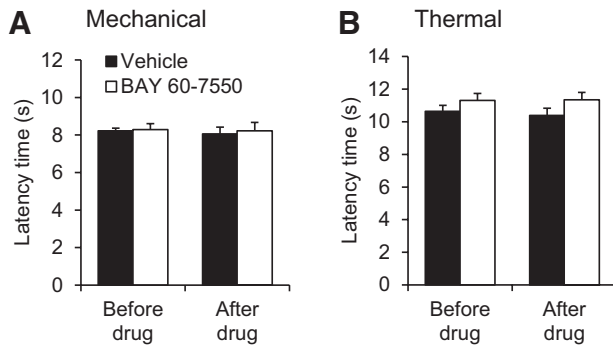 A Mechanical
Latency time (s)
12
10
8
6
4
2
0
Vehicle
BAY 60-7550
Before drug
After drug
B Thermal
Latency time (s)
14
12
10
8
6
4
2
0
Before drug
After drug